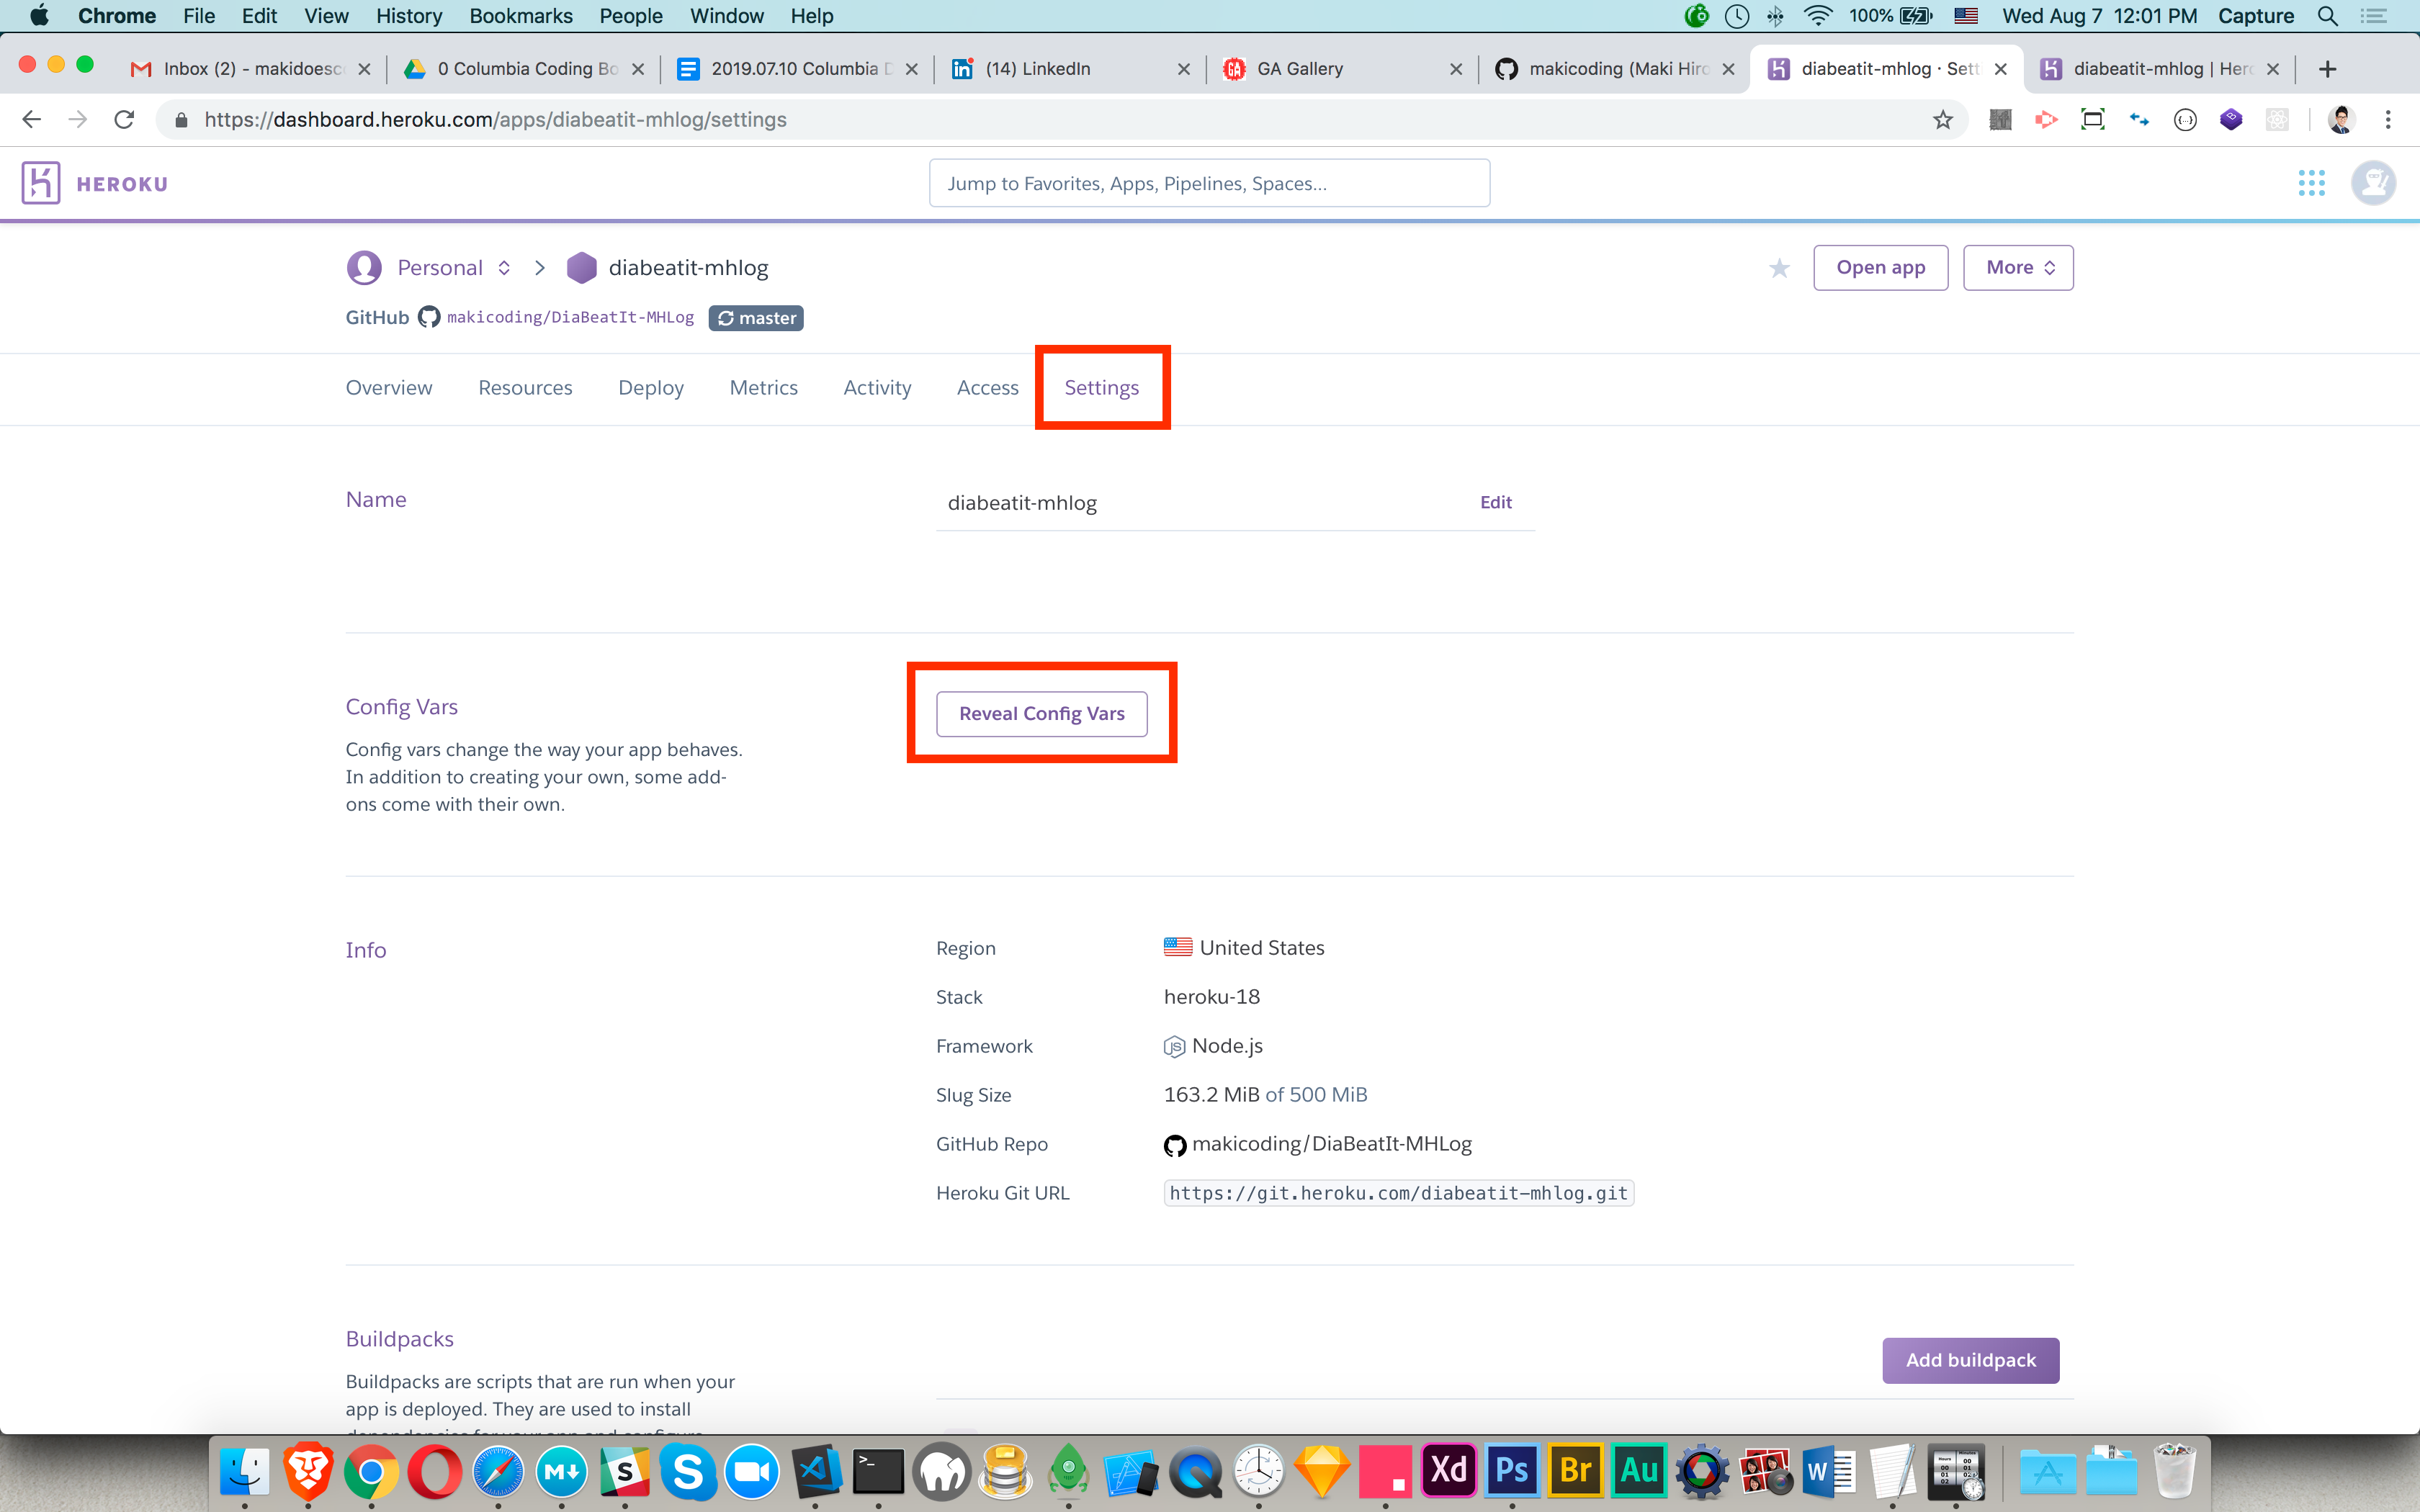 Chrome File Edit View History Bookmarks People Window Help 100% Wed Aug 7 12:01 PM Capture
Inbox (2) - makidoesc 0 Columbia Coding Bo 2019.07.10 Columbia D (14) LinkedIn GA Gallery makicoding (Maki Hiro diabeatit-mhlog · Sett diabeatit-mhlog | Hero
https://dashboard.heroku.com/apps/diabeatit-mhlog/settings
HEROKU Jump to Favorites, Apps, Pipelines, Spaces...
Personal diabeatit-mhlog Open app More
GitHub makicoding/DiaBeatIt-MHLog master
Overview Resources Deploy Metrics Activity Access Settings
Name diabeatit-mhlog Edit
Config Vars Reveal Config Vars
Config vars change the way your app behaves.
In addition to creating your own, some add-
ons come with their own.
Info Region United States
Stack heroku-18
Framework Node.js
Slug Size 163.2 MiB of 500 MiB
GitHub Repo makicoding/DiaBeatIt-MHLog
Heroku Git URL https://git.heroku.com/diabeatit-mhlog.git
Buildpacks Add buildpack
Buildpacks are scripts that are run when your
app is deployed. They are used to install
dependencies for your app and configure
M S S Xd Ps Br Au W